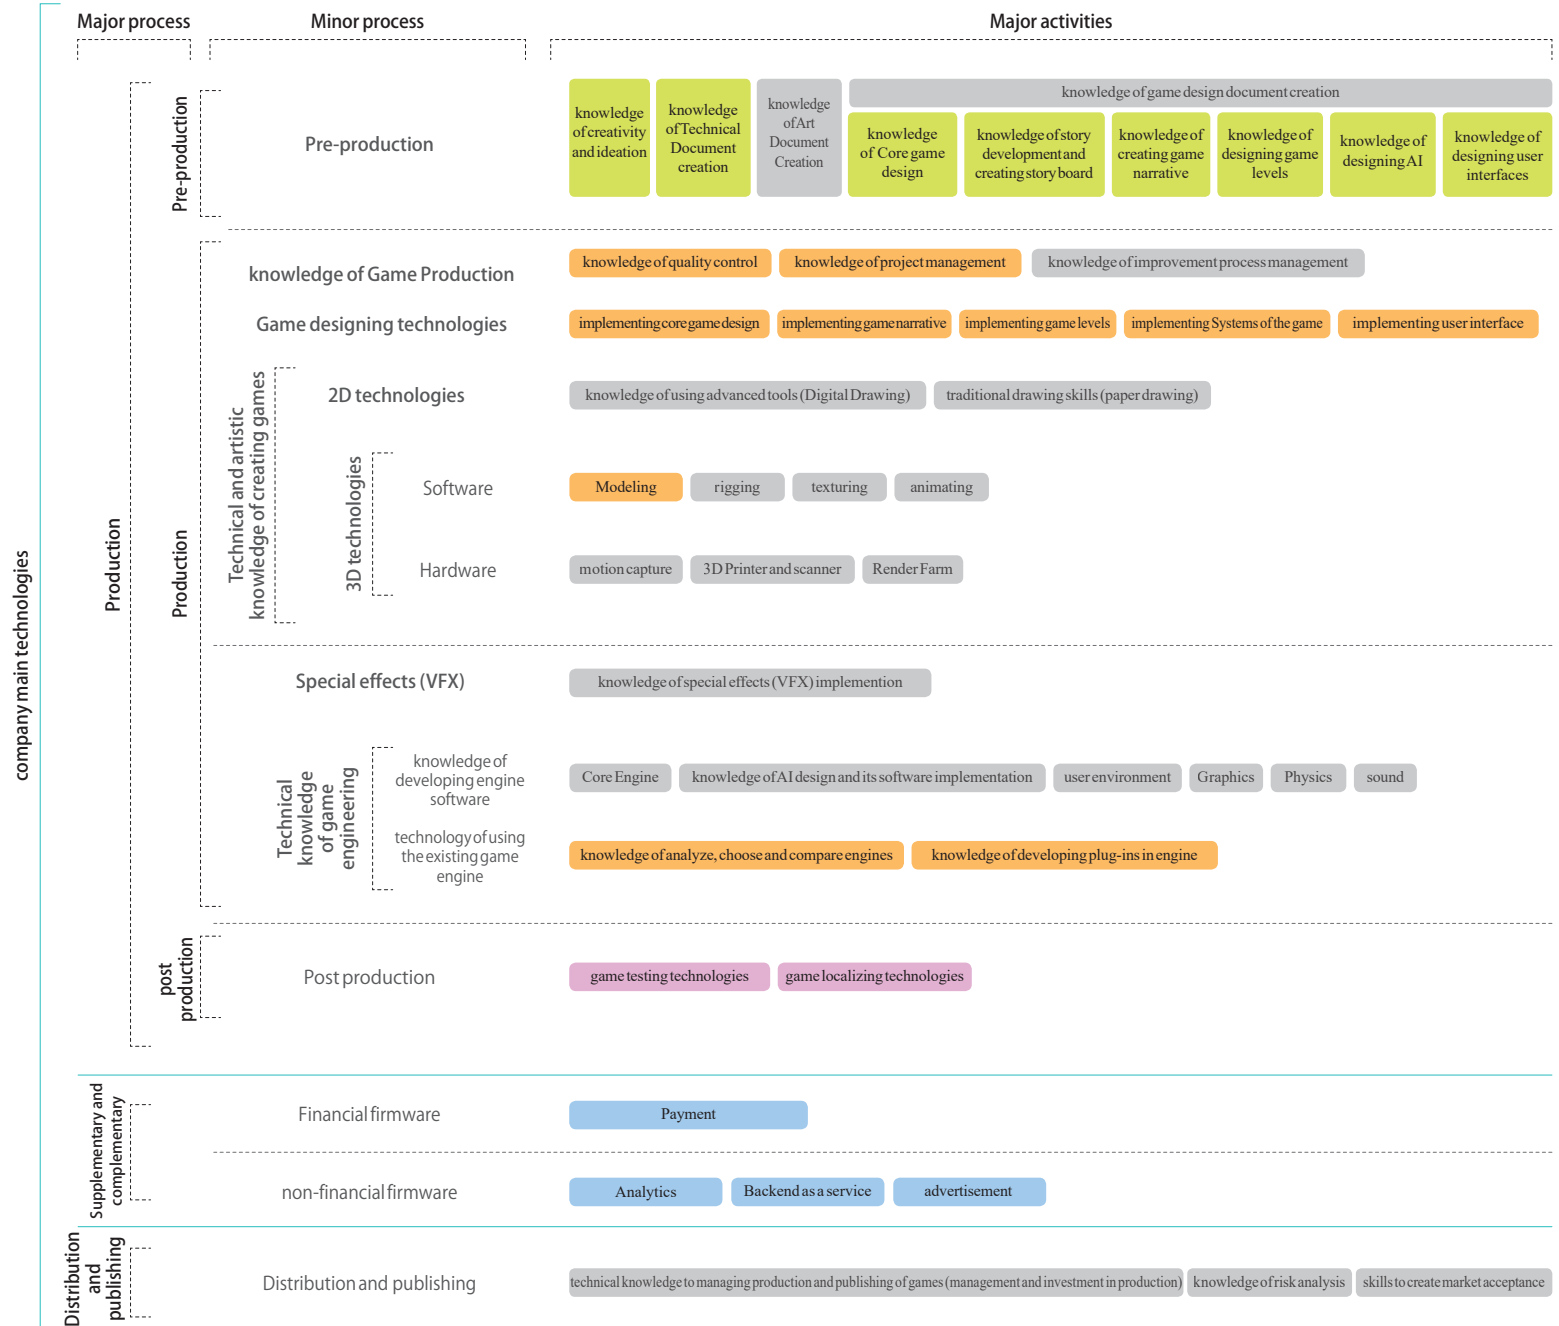 Major process
Minor process
Major activities
company main technologies
Production
Pre-production
Pre-production
knowledge
of creativity
and ideation
knowledge
of Technical
Document
creation
knowledge
of Art
Document
Creation
knowledge of game design document creation
knowledge
of Core game
design
knowledge of story
development and
creating story board
knowledge of
creating game
narrative
knowledge of
designing game
levels
knowledge of
designing AI
knowledge of
designing user
interfaces
Production
knowledge of Game Production
knowledge of quality control
knowledge of project management
knowledge of improvement process management
Game designing technologies
implementing core game design
implementing game narrative
implementing game levels
implementing Systems of the game
implementing user interface
Technical and artistic
knowledge of creating games
2D technologies
knowledge of using advanced tools (Digital Drawing)
traditional drawing skills (paper drawing)
3D technologies
Software
Modeling
rigging
texturing
animating
Hardware
motion capture
3D Printer and scanner
Render Farm
Special effects (VFX)
knowledge of special effects (VFX) implemention
Technical
knowledge
of game
engineering
knowledge of
developing engine
software
Core Engine
knowledge of AI design and its software implementation
user environment
Graphics
Physics
sound
technology of using
the existing game
engine
knowledge of analyze, choose and compare engines
knowledge of developing plug-ins in engine
post
production
Post production
game testing technologies
game localizing technologies
Supplementary and
complementary
Financial firmware
Payment
non-financial firmware
Analytics
Backend as a service
advertisement
Distribution
and
publishing
Distribution and publishing
technical knowledge to managing production and publishing of games (management and investment in production)
knowledge of risk analysis
skills to create market acceptance